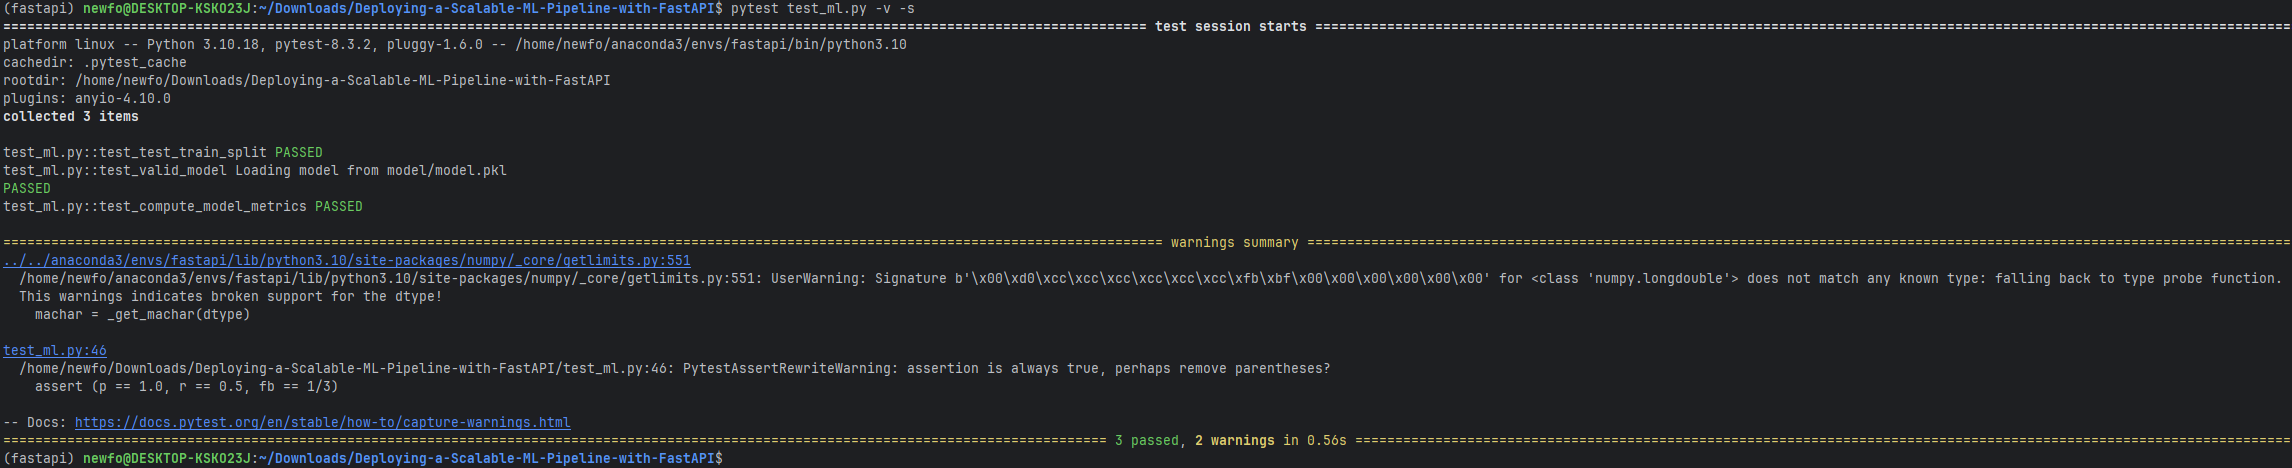 (fastapi) newfo@DESKTOP-KSKO23J:~/Downloads/Deploying-a-Scalable-ML-Pipeline-with-FastAPI$ pytest test_ml.py -v -s
============================================================ test session starts ============================================================
platform linux -- Python 3.10.18, pytest-8.3.2, pluggy-1.6.0 -- /home/newfo/anaconda3/envs/fastapi/bin/python3.10
cachedir: .pytest_cache
rootdir: /home/newfo/Downloads/Deploying-a-Scalable-ML-Pipeline-with-FastAPI
plugins: anyio-4.10.0
collected 3 items
test_ml.py::test_test_train_split PASSED
test_ml.py::test_valid_model Loading model from model/model.pkl
PASSED
test_ml.py::test_compute_model_metrics PASSED
============================================================ warnings summary ============================================================
../../anaconda3/envs/fastapi/lib/python3.10/site-packages/numpy/_core/getlimits.py:551
/home/newfo/anaconda3/envs/fastapi/lib/python3.10/site-packages/numpy/_core/getlimits.py:551: UserWarning: Signature b'\x00\xd0\xcc\xcc\xcc\xcc\xcc\xcc\xfb\xbf\x00\x00\x00\x00\x00\x00' for <class 'numpy.longdouble'> does not match any known type: falling back to type probe function.
This warnings indicates broken support for the dtype!
machar = _get_machar(dtype)
test_ml.py:46
/home/newfo/Downloads/Deploying-a-Scalable-ML-Pipeline-with-FastAPI/test_ml.py:46: PytestAssertRewriteWarning: assertion is always true, perhaps remove parentheses?
assert (p == 1.0, r == 0.5, fb == 1/3)
-- Docs: https://docs.pytest.org/en/stable/how-to/capture-warnings.html
============================================================ 3 passed, 2 warnings in 0.56s ============================================================
(fastapi) newfo@DESKTOP-KSKO23J:~/Downloads/Deploying-a-Scalable-ML-Pipeline-with-FastAPI$